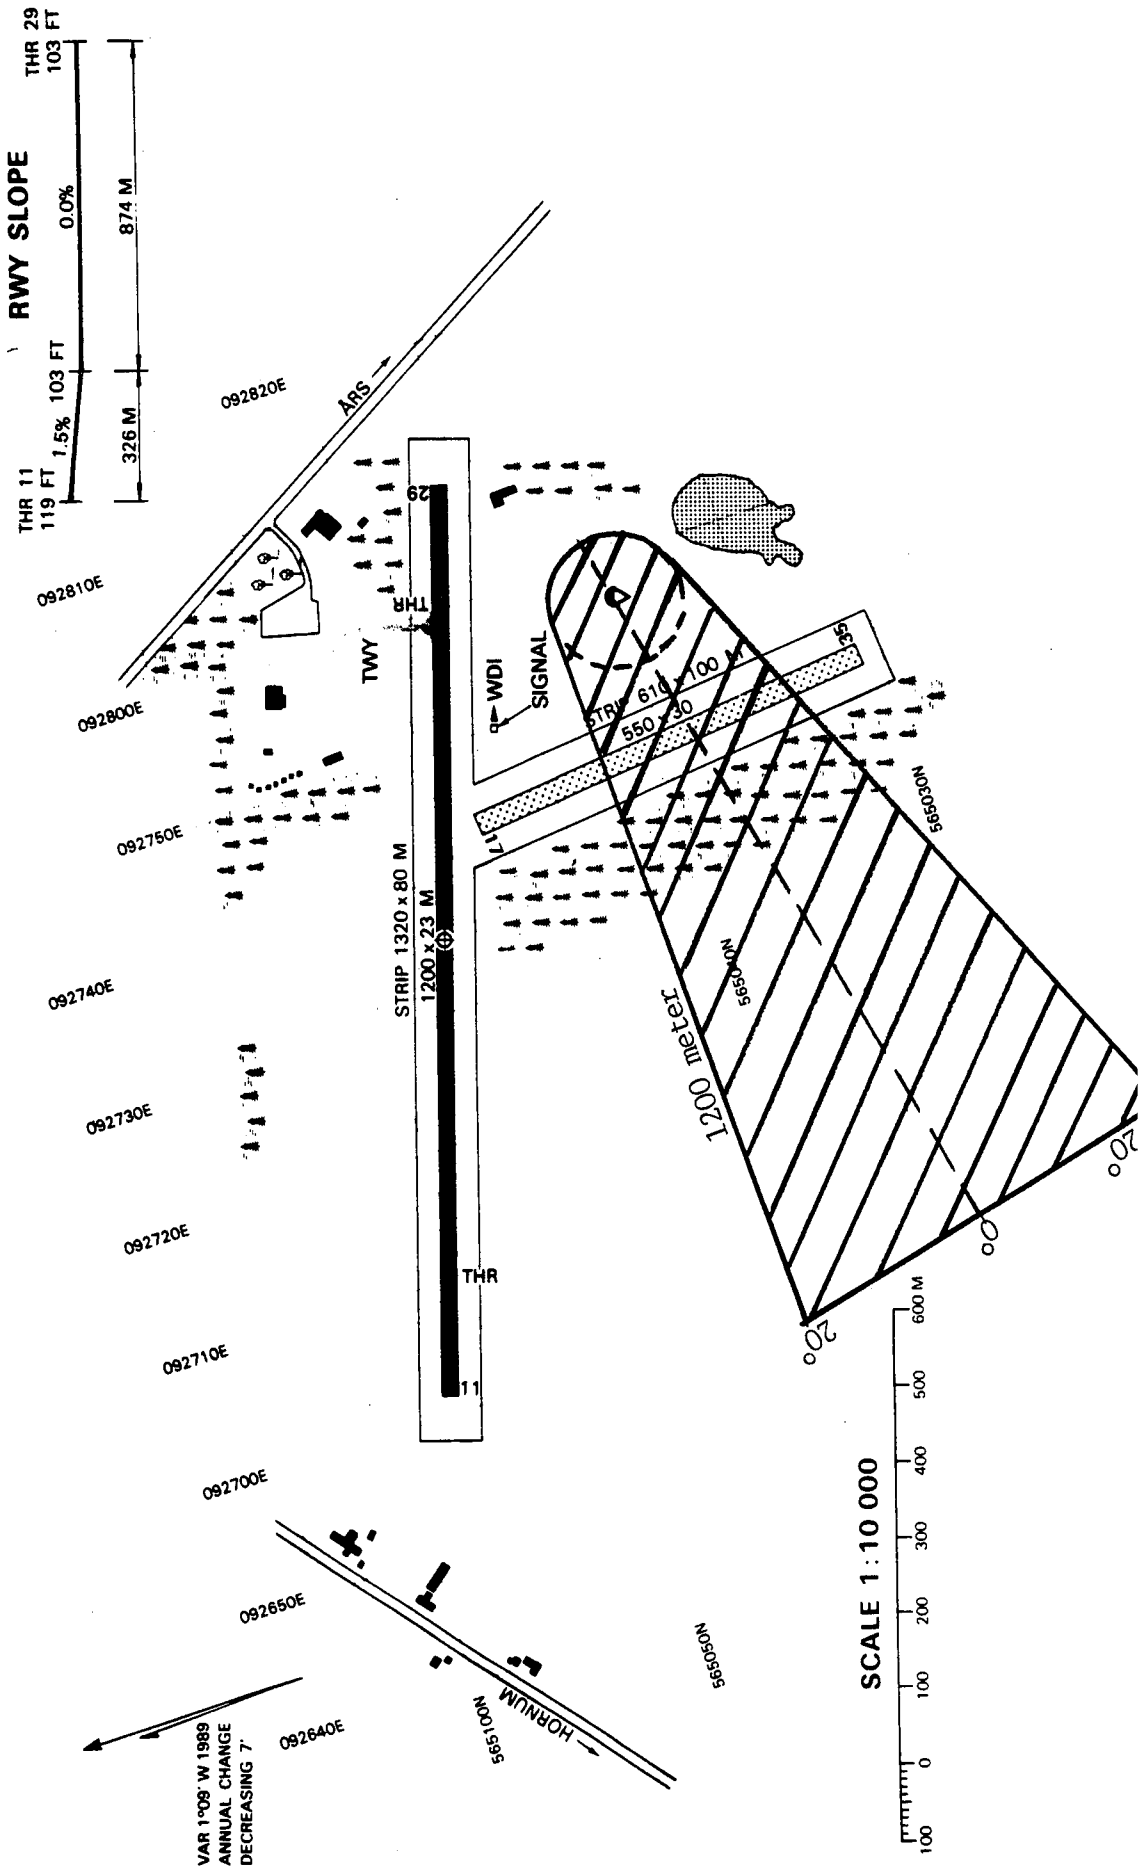 RWY SLOPE
THR 11
119 FT
1.5%
103 FT
0.0%
THR 29
103 FT
326 M
874 M
092820E
092810E
092800E
092750E
092740E
092730E
092720E
092710E
092700E
092650E
092640E
ÅRS
29
THR
TWY
WDI
SIGNAL
STRIP 1320 x 80 M
1200 x 23 M
STRIP 610 x 100 M
550 x 30
17
35
THR
11
1200 meter
565030N
565040N
565050N
565100N
20°
0°
20°
HORNUM
VAR 1°09' W 1989
ANNUAL CHANGE
DECREASING 7'
SCALE 1 : 10 000
100 0 100 200 300 400 500 600 M